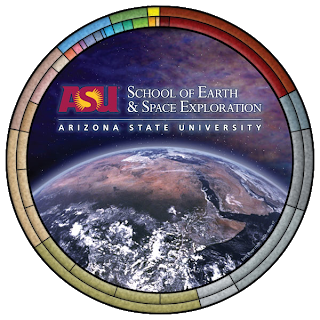 ASU SCHOOL OF EARTH
& SPACE EXPLORATION
ARIZONA STATE UNIVERSITY